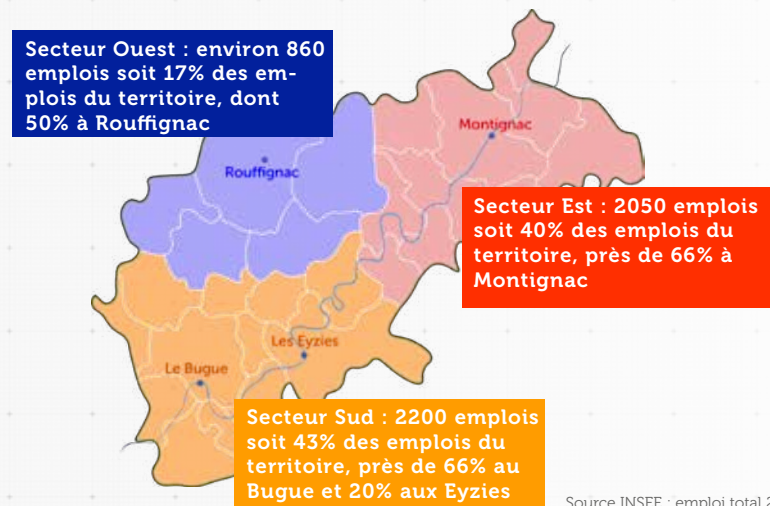 Secteur Ouest : environ 860
emplois soit 17% des em-
plois du territoire, dont
50% à Rouffignac
Montignac
Rouffignac
Secteur Est : 2050 emplois
soit 40% des emplois du
territoire, près de 66% à
Montignac
Les Eyzies
Le Bugue
Secteur Sud : 2200 emplois
soit 43% des emplois du
territoire, près de 66% au
Bugue et 20% aux Eyzies
Source INSEE : emploi total 2